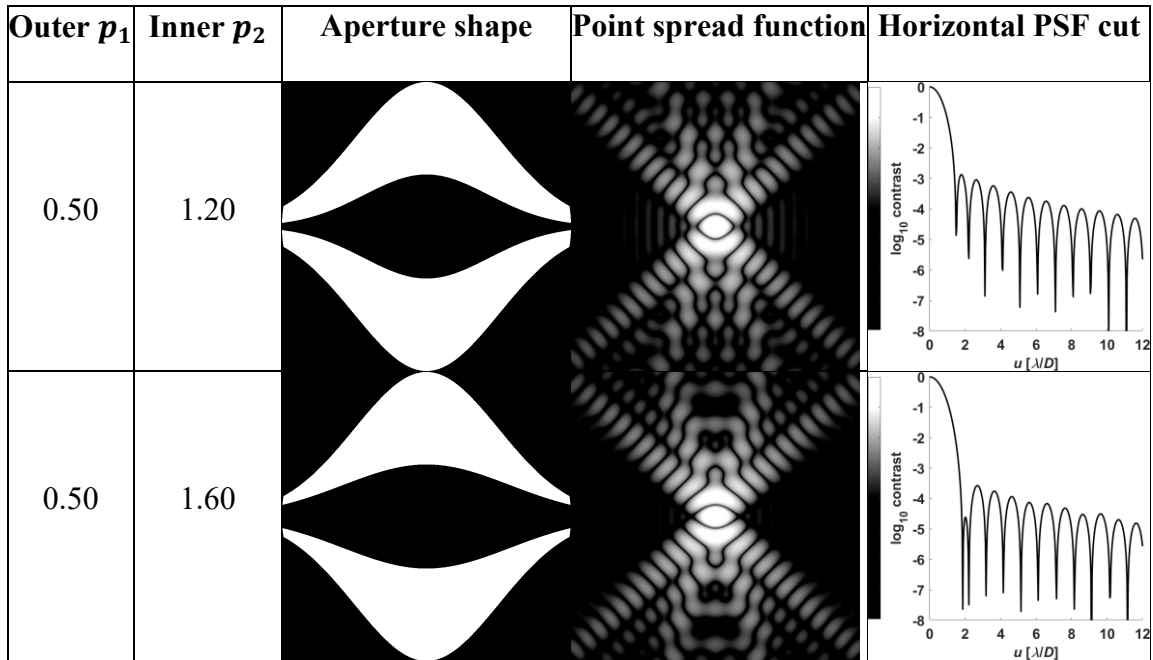 Outer p₁ Inner p₂ Aperture shape Point spread function Horizontal PSF cut
0.50 1.20
0
-1
-2
-3
-4
-5
-6
-7
-8
log₁₀ contrast
0 2 4 6 8 10 12
u [λ/D]
0.50 1.60
0
-1
-2
-3
-4
-5
-6
-7
-8
log₁₀ contrast
0 2 4 6 8 10 12
u [λ/D]